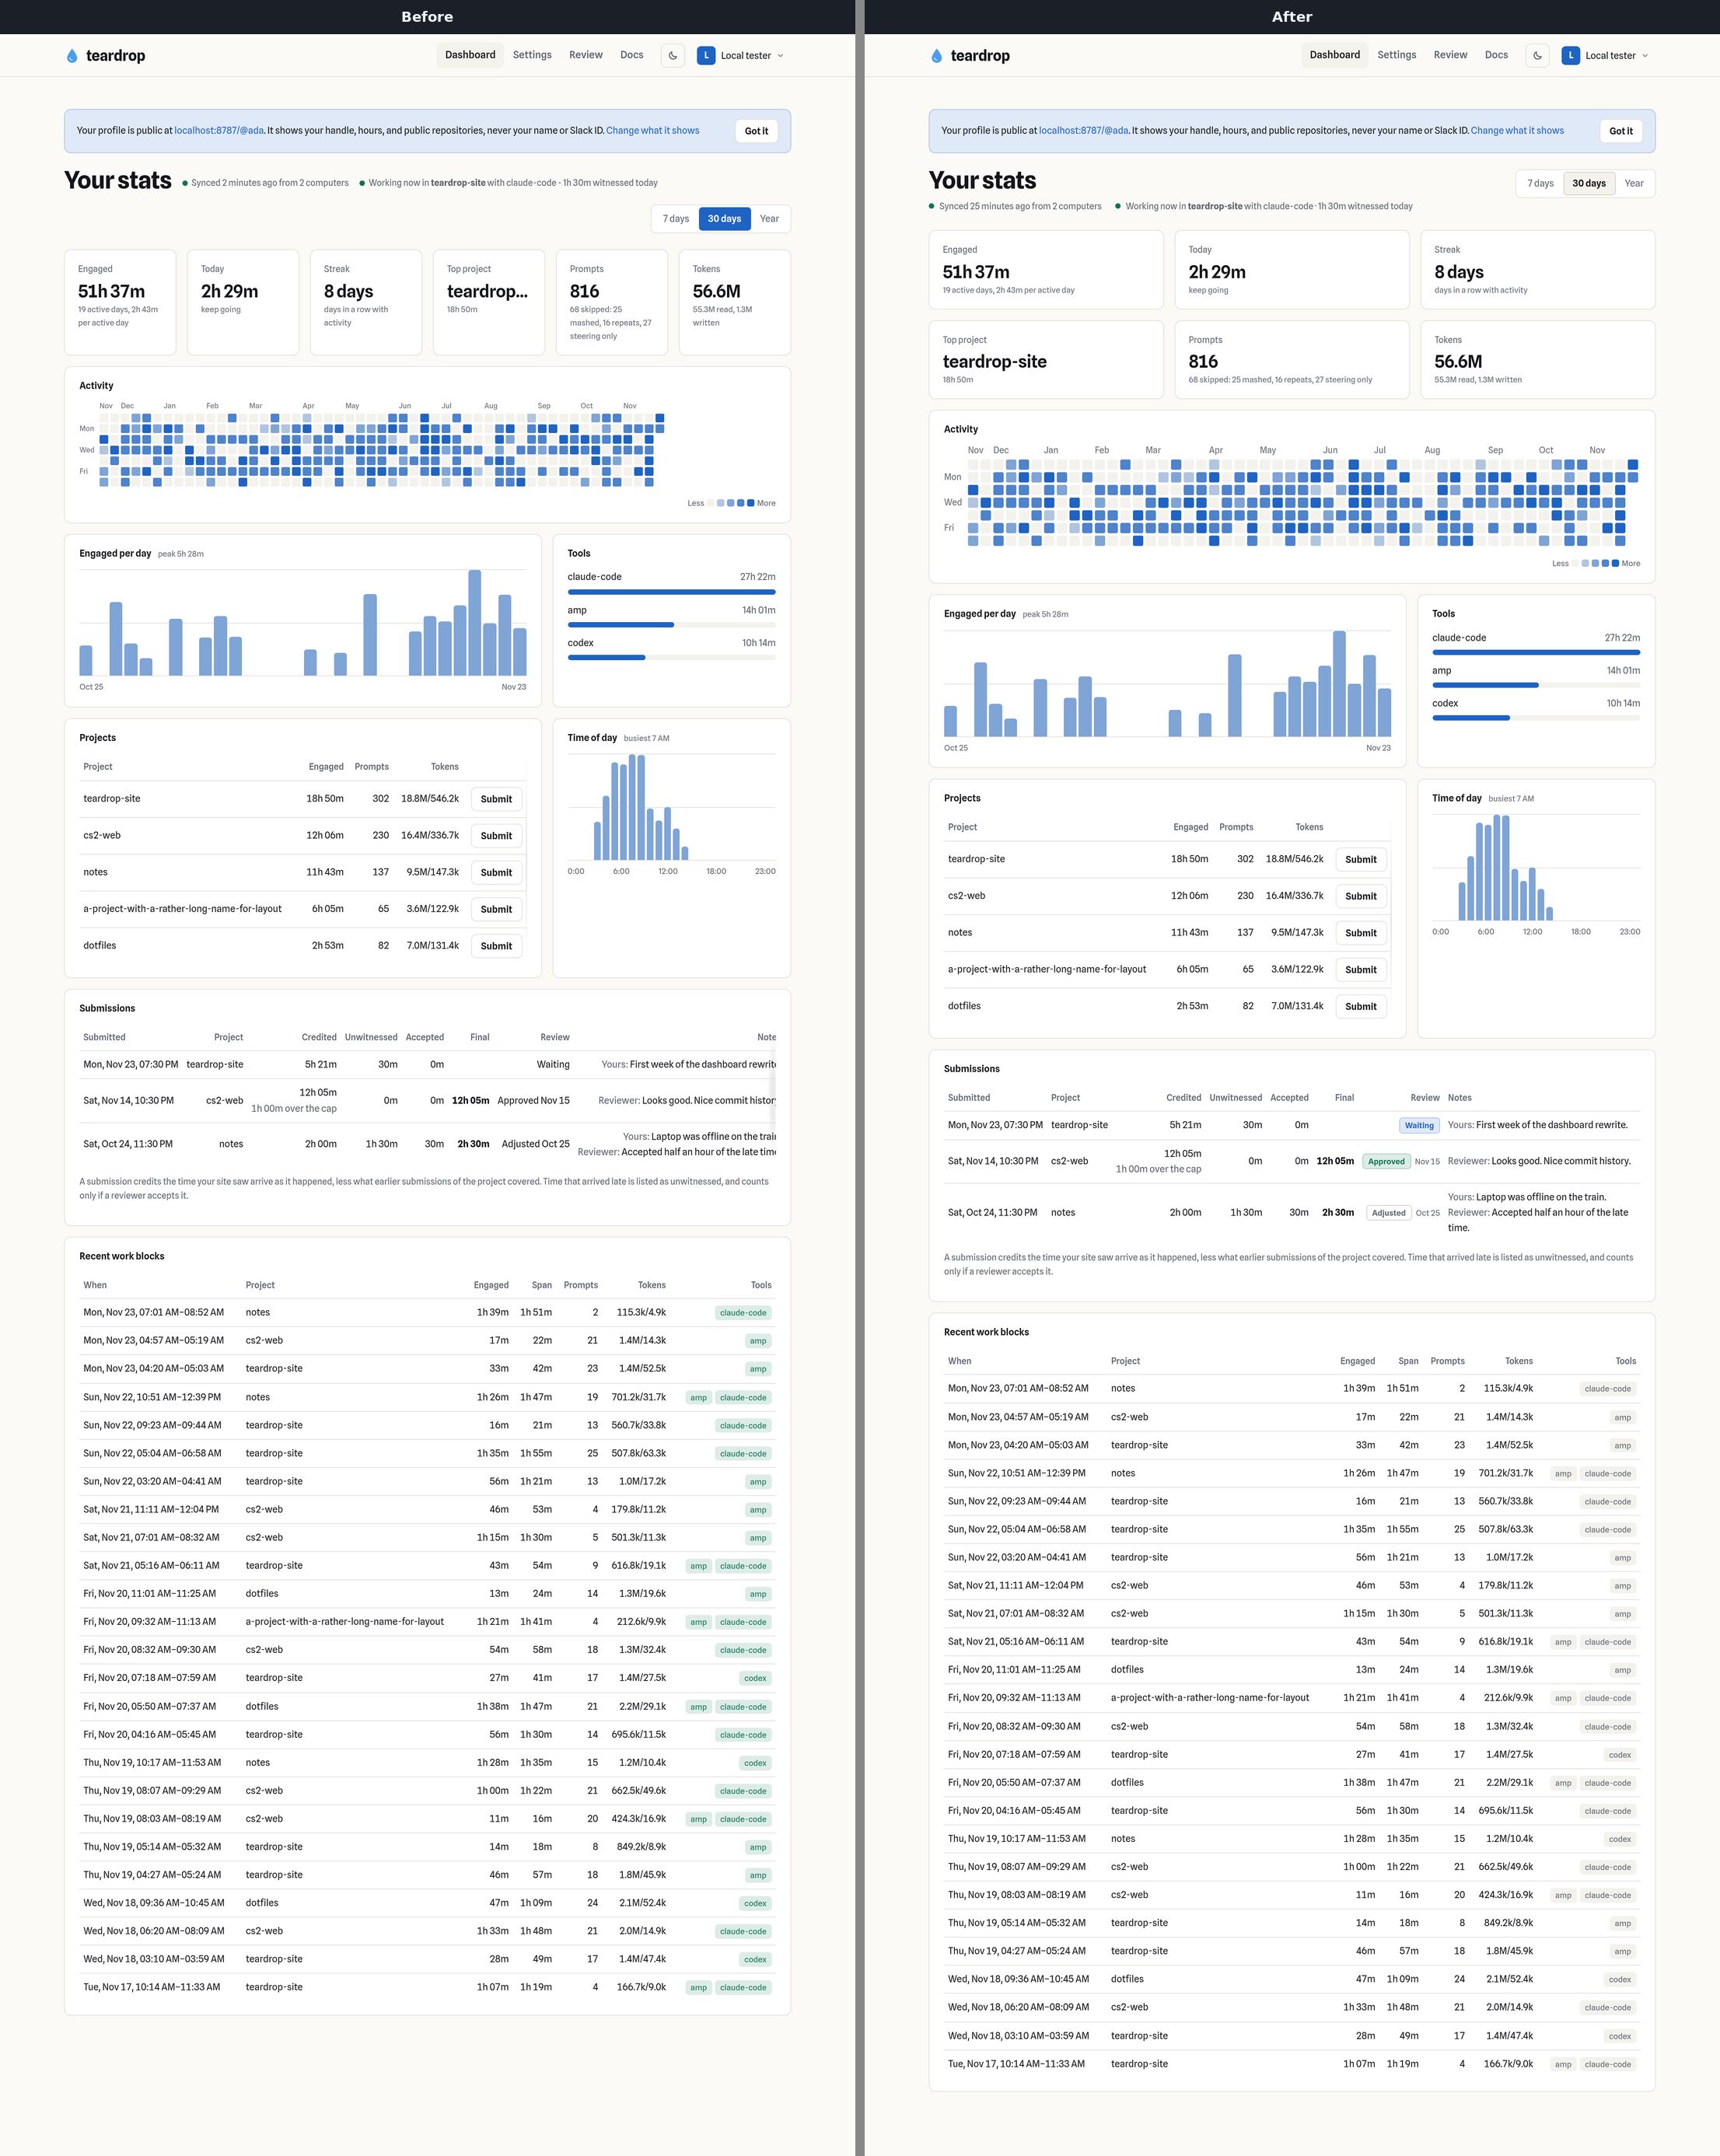 Before
teardrop
Dashboard Settings Review Docs L Local tester
Your profile is public at localhost:8787/@ada. It shows your handle, hours, and public repositories, never your name or Slack ID. Change what it shows Got it
Your stats Synced 2 minutes ago from 2 computers Working now in teardrop-site with claude-code · 1h 30m witnessed today
7 days 30 days Year
Engaged Today Streak Top project Prompts Tokens
51h 37m 2h 29m 8 days teardrop... 816 56.6M
19 active days, 2h 43m keep going days in a row with 18h 50m 68 skipped: 25 55.3M read, 1.3M
per active day activity mashed, 16 repeats, 27 written
steering only
Activity
Nov Dec Jan Feb Mar Apr May Jun Jul Aug Sep Oct Nov
Mon
Wed
Fri
Less More
Engaged per day peak 5h 28m
Oct 25 Nov 23
Tools
claude-code 27h 22m
amp 14h 01m
codex 10h 14m
Projects
Project Engaged Prompts Tokens
teardrop-site 18h 50m 302 18.8M/546.2k Submit
cs2-web 12h 06m 230 16.4M/336.7k Submit
notes 11h 43m 137 9.5M/147.3k Submit
a-project-with-a-rather-long-name-for-layout 6h 05m 65 3.6M/122.9k Submit
dotfiles 2h 53m 82 7.0M/131.4k Submit
Time of day busiest 7 AM
0:00 6:00 12:00 18:00 23:00
Submissions
Submitted Project Credited Unwitnessed Accepted Final Review Note
Mon, Nov 23, 07:30 PM teardrop-site 5h 21m 30m 0m Waiting Yours: First week of the dashboard rewrite
Sat, Nov 14, 10:30 PM cs2-web 12h 05m 0m 0m 12h 05m Approved Nov 15 Reviewer: Looks good. Nice commit history
1h 00m over the cap
Sat, Oct 24, 11:30 PM notes 2h 00m 1h 30m 30m 2h 30m Adjusted Oct 25 Yours: Laptop was offline on the train
Reviewer: Accepted half an hour of the late time
A submission credits the time your site saw arrive as it happened, less what earlier submissions of the project covered. Time that arrived late is listed as unwitnessed, and counts
only if a reviewer accepts it.
Recent work blocks
When Project Engaged Span Prompts Tokens Tools
Mon, Nov 23, 07:01 AM–08:52 AM notes 1h 39m 1h 51m 2 115.3k/4.9k claude-code
Mon, Nov 23, 04:57 AM–05:19 AM cs2-web 17m 22m 21 1.4M/14.3k amp
Mon, Nov 23, 04:20 AM–05:03 AM teardrop-site 33m 42m 23 1.4M/52.5k amp
Sun, Nov 22, 10:51 AM–12:39 PM notes 1h 26m 1h 47m 19 701.2k/31.7k amp claude-code
Sun, Nov 22, 09:23 AM–09:44 AM teardrop-site 16m 21m 13 560.7k/33.8k claude-code
Sun, Nov 22, 05:04 AM–06:58 AM teardrop-site 1h 35m 1h 55m 25 507.8k/63.3k claude-code
Sun, Nov 22, 03:20 AM–04:41 AM teardrop-site 56m 1h 21m 13 1.0M/17.2k amp
Sat, Nov 21, 11:11 AM–12:04 PM cs2-web 46m 53m 4 179.8k/11.2k amp
Sat, Nov 21, 07:01 AM–08:32 AM cs2-web 1h 15m 1h 30m 5 501.3k/11.3k amp
Sat, Nov 21, 05:16 AM–06:11 AM teardrop-site 43m 54m 9 616.8k/19.1k amp claude-code
Fri, Nov 20, 11:01 AM–11:25 AM dotfiles 13m 24m 14 1.3M/19.6k amp
Fri, Nov 20, 09:32 AM–11:13 AM a-project-with-a-rather-long-name-for-layout 1h 21m 1h 41m 4 212.6k/9.9k amp claude-code
Fri, Nov 20, 08:32 AM–09:30 AM cs2-web 54m 58m 18 1.3M/32.4k claude-code
Fri, Nov 20, 07:18 AM–07:59 AM teardrop-site 27m 41m 17 1.4M/27.5k codex
Fri, Nov 20, 05:50 AM–07:37 AM dotfiles 1h 38m 1h 47m 21 2.2M/29.1k amp claude-code
Fri, Nov 20, 04:16 AM–05:45 AM teardrop-site 56m 1h 30m 14 695.6k/11.5k claude-code
Thu, Nov 19, 10:17 AM–11:53 AM notes 1h 28m 1h 35m 15 1.2M/10.4k codex
Thu, Nov 19, 08:07 AM–09:29 AM cs2-web 1h 00m 1h 22m 21 662.5k/49.6k claude-code
Thu, Nov 19, 08:03 AM–08:19 AM cs2-web 11m 16m 20 424.3k/16.9k amp claude-code
Thu, Nov 19, 05:14 AM–05:32 AM teardrop-site 14m 18m 8 849.2k/8.9k amp
Thu, Nov 19, 04:27 AM–05:24 AM teardrop-site 46m 57m 18 1.8M/45.9k amp
Wed, Nov 18, 09:36 AM–10:45 AM dotfiles 47m 1h 09m 24 2.1M/52.4k codex
Wed, Nov 18, 06:20 AM–08:09 AM cs2-web 1h 33m 1h 48m 21 2.0M/14.9k claude-code
Wed, Nov 18, 03:10 AM–03:59 AM teardrop-site 28m 49m 17 1.4M/47.4k codex
Tue, Nov 17, 10:14 AM–11:33 AM teardrop-site 1h 07m 1h 19m 4 166.7k/9.0k amp claude-code
After
teardrop
Dashboard Settings Review Docs L Local tester
Your profile is public at localhost:8787/@ada. It shows your handle, hours, and public repositories, never your name or Slack ID. Change what it shows Got it
Your stats 7 days 30 days Year
Synced 25 minutes ago from 2 computers Working now in teardrop-site with claude-code · 1h 30m witnessed today
Engaged Today Streak
51h 37m 2h 29m 8 days
19 active days, 2h 43m per active day keep going days in a row with activity
Top project Prompts Tokens
teardrop-site 816 56.6M
18h 50m 68 skipped: 25 mashed, 16 repeats, 27 steering only 55.3M read, 1.3M written
Activity
Nov Dec Jan Feb Mar Apr May Jun Jul Aug Sep Oct Nov
Mon
Wed
Fri
Less More
Engaged per day peak 5h 28m
Oct 25 Nov 23
Tools
claude-code 27h 22m
amp 14h 01m
codex 10h 14m
Projects
Project Engaged Prompts Tokens
teardrop-site 18h 50m 302 18.8M/546.2k Submit
cs2-web 12h 06m 230 16.4M/336.7k Submit
notes 11h 43m 137 9.5M/147.3k Submit
a-project-with-a-rather-long-name-for-layout 6h 05m 65 3.6M/122.9k Submit
dotfiles 2h 53m 82 7.0M/131.4k Submit
Time of day busiest 7 AM
0:00 6:00 12:00 18:00 23:00
Submissions
Submitted Project Credited Unwitnessed Accepted Final Review Notes
Mon, Nov 23, 07:30 PM teardrop-site 5h 21m 30m 0m Waiting Yours: First week of the dashboard rewrite.
Sat, Nov 14, 10:30 PM cs2-web 12h 05m 0m 0m 12h 05m Approved Nov 15 Reviewer: Looks good. Nice commit history.
1h 00m over the cap
Sat, Oct 24, 11:30 PM notes 2h 00m 1h 30m 30m 2h 30m Adjusted Oct 25 Yours: Laptop was offline on the train.
Reviewer: Accepted half an hour of the late
time.
A submission credits the time your site saw arrive as it happened, less what earlier submissions of the project covered. Time that arrived late is listed as unwitnessed, and counts
only if a reviewer accepts it.
Recent work blocks
When Project Engaged Span Prompts Tokens Tools
Mon, Nov 23, 07:01 AM–08:52 AM notes 1h 39m 1h 51m 2 115.3k/4.9k claude-code
Mon, Nov 23, 04:57 AM–05:19 AM cs2-web 17m 22m 21 1.4M/14.3k amp
Mon, Nov 23, 04:20 AM–05:03 AM teardrop-site 33m 42m 23 1.4M/52.5k amp
Sun, Nov 22, 10:51 AM–12:39 PM notes 1h 26m 1h 47m 19 701.2k/31.7k amp claude-code
Sun, Nov 22, 09:23 AM–09:44 AM teardrop-site 16m 21m 13 560.7k/33.8k claude-code
Sun, Nov 22, 05:04 AM–06:58 AM teardrop-site 1h 35m 1h 55m 25 507.8k/63.3k claude-code
Sun, Nov 22, 03:20 AM–04:41 AM teardrop-site 56m 1h 21m 13 1.0M/17.2k amp
Sat, Nov 21, 11:11 AM–12:04 PM cs2-web 46m 53m 4 179.8k/11.2k amp
Sat, Nov 21, 07:01 AM–08:32 AM cs2-web 1h 15m 1h 30m 5 501.3k/11.3k amp
Sat, Nov 21, 05:16 AM–06:11 AM teardrop-site 43m 54m 9 616.8k/19.1k amp claude-code
Fri, Nov 20, 11:01 AM–11:25 AM dotfiles 13m 24m 14 1.3M/19.6k amp
Fri, Nov 20, 09:32 AM–11:13 AM a-project-with-a-rather-long-name-for-layout 1h 21m 1h 41m 4 212.6k/9.9k amp claude-code
Fri, Nov 20, 08:32 AM–09:30 AM cs2-web 54m 58m 18 1.3M/32.4k claude-code
Fri, Nov 20, 07:18 AM–07:59 AM teardrop-site 27m 41m 17 1.4M/27.5k codex
Fri, Nov 20, 05:50 AM–07:37 AM dotfiles 1h 38m 1h 47m 21 2.2M/29.1k amp claude-code
Fri, Nov 20, 04:16 AM–05:45 AM teardrop-site 56m 1h 30m 14 695.6k/11.5k claude-code
Thu, Nov 19, 10:17 AM–11:53 AM notes 1h 28m 1h 35m 15 1.2M/10.4k codex
Thu, Nov 19, 08:07 AM–09:29 AM cs2-web 1h 00m 1h 22m 21 662.5k/49.6k claude-code
Thu, Nov 19, 08:03 AM–08:19 AM cs2-web 11m 16m 20 424.3k/16.9k amp claude-code
Thu, Nov 19, 05:14 AM–05:32 AM teardrop-site 14m 18m 8 849.2k/8.9k amp
Thu, Nov 19, 04:27 AM–05:24 AM teardrop-site 46m 57m 18 1.8M/45.9k amp
Wed, Nov 18, 09:36 AM–10:45 AM dotfiles 47m 1h 09m 24 2.1M/52.4k codex
Wed, Nov 18, 06:20 AM–08:09 AM cs2-web 1h 33m 1h 48m 21 2.0M/14.9k claude-code
Wed, Nov 18, 03:10 AM–03:59 AM teardrop-site 28m 49m 17 1.4M/47.4k codex
Tue, Nov 17, 10:14 AM–11:33 AM teardrop-site 1h 07m 1h 19m 4 166.7k/9.0k amp claude-code